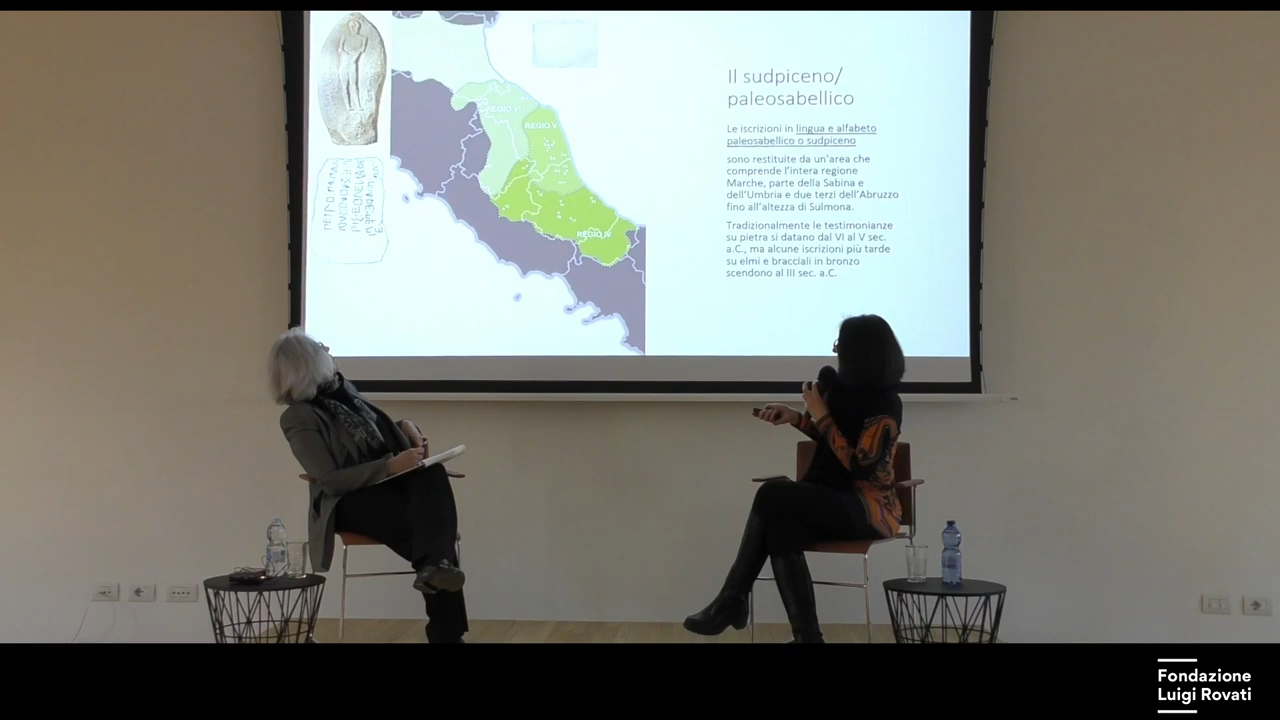 Il sudpiceno/
paleosabellico
Le iscrizioni in lingua e alfabeto
paleosabellico o sudpiceno
sono restituite da un'area che
comprende l'intera regione
Marche, parte della Sabina e
dell'Umbria e due terzi dell'Abruzzo
fino all'altezza di Sulmona.
Tradizionalmente le testimonianze
su pietra si datano dal VI al V sec.
a.C., ma alcune iscrizioni più tarde
su elmi e bracciali in bronzo
scendono al III sec. a.C.
REGIO VI
REGIO V
REGIO IV
Fondazione
Luigi Rovati